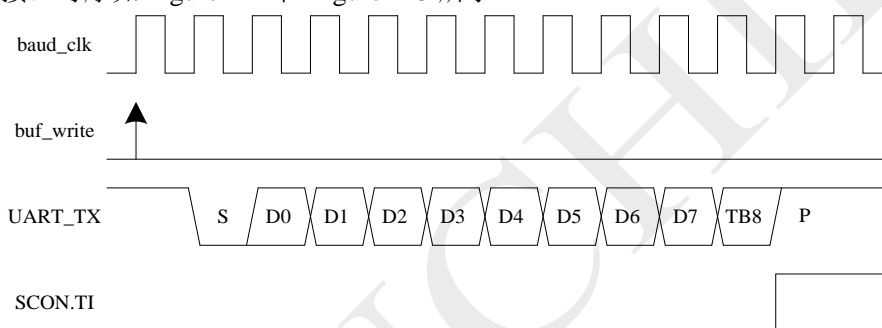 baud_clk
buf_write
UART_TX S D0 D1 D2 D3 D4 D5 D6 D7 TB8 P
SCON.TI